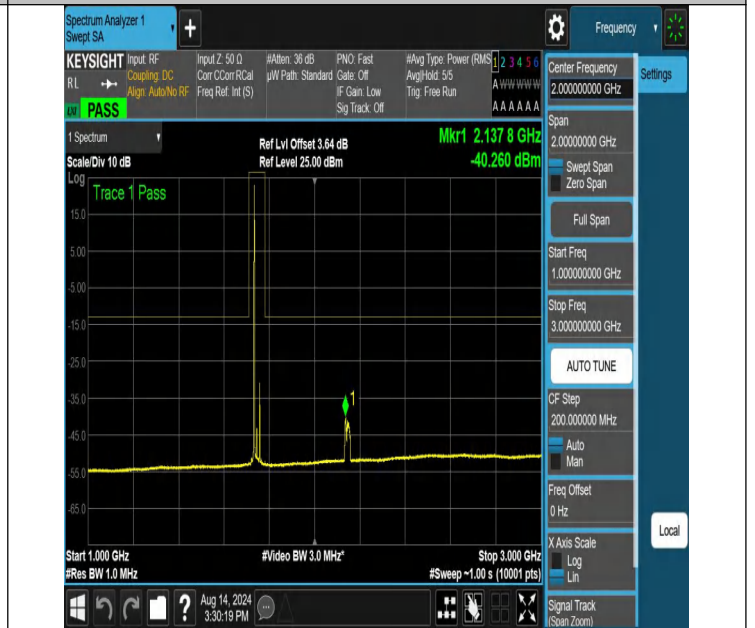 Spectrum Analyzer 1
Swept SA
+
Frequency
KEYSIGHT
RL
PASS
Input: RF
Coupling: DC
Align: Auto/No RF
Input Z: 50 Ω
Corr CCorr RCal
Freq Ref: Int (S)
#Atten: 36 dB
µW Path: Standard
PNO: Fast
Gate: Off
IF Gain: Low
Sig Track: Off
#Avg Type: Power (RMS
Avg|Hold: 5/5
Trig: Free Run
1 2 3 4 5 6
A W W W W W
A A A A A A
1 Spectrum
Scale/Div 10 dB
Ref Lvl Offset 3.64 dB
Ref Level 25.00 dBm
Mkr1 2.137 8 GHz
-40.260 dBm
Log
Trace 1 Pass
15.0
5.00
-5.00
-15.0
-25.0
-35.0
-45.0
-55.0
-65.0
1
Start 1.000 GHz
#Res BW 1.0 MHz
#Video BW 3.0 MHz*
Stop 3.000 GHz
#Sweep ~1.00 s (10001 pts)
Center Frequency
2.000000000 GHz
Settings
Span
2.00000000 GHz
Swept Span
Zero Span
Full Span
Start Freq
1.000000000 GHz
Stop Freq
3.000000000 GHz
AUTO TUNE
CF Step
200.000000 MHz
Auto
Man
Freq Offset
0 Hz
X Axis Scale
Log
Lin
Signal Track
(Span Zoom)
Local
?
Aug 14, 2024
3:30:19 PM